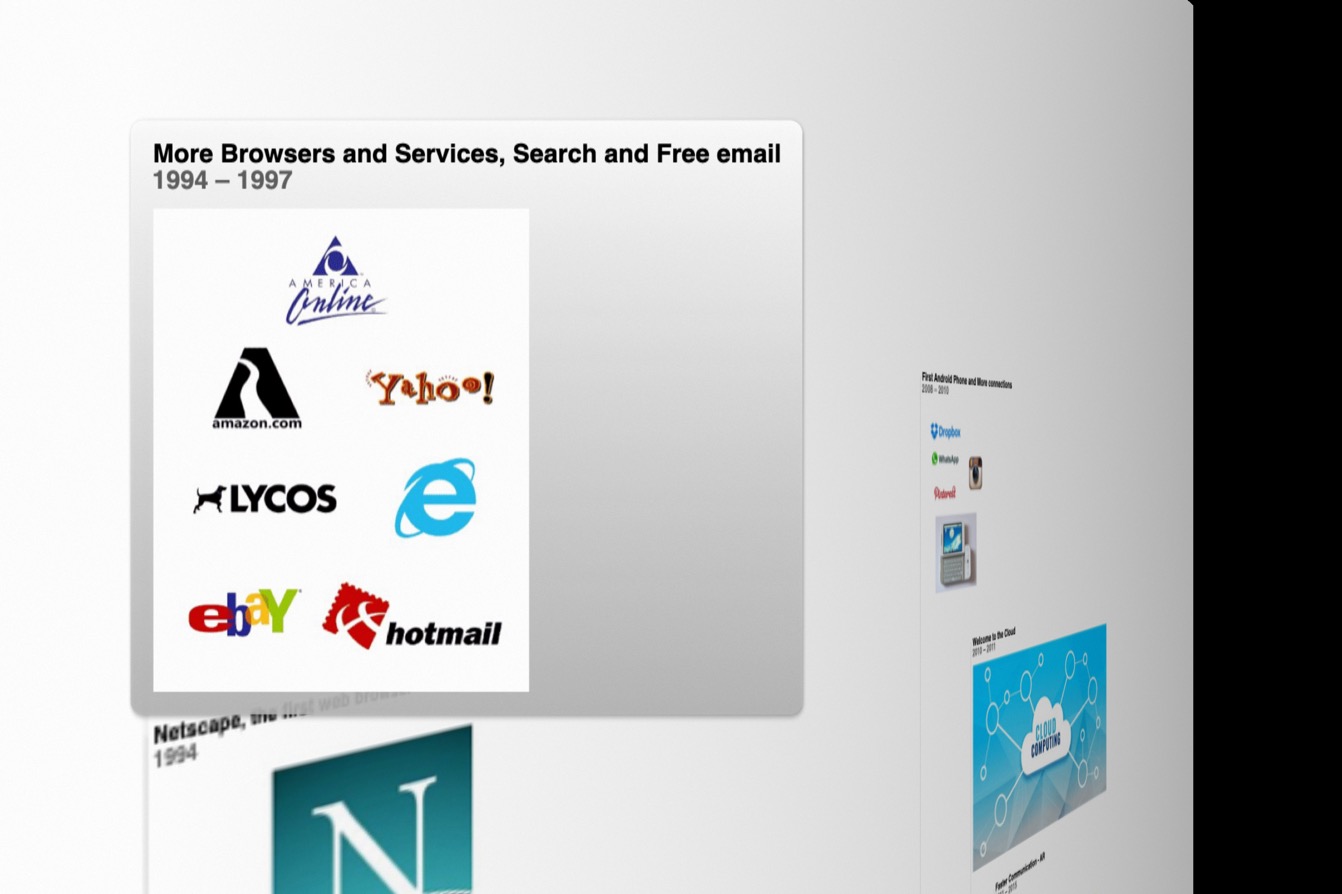 More Browsers and Services, Search and Free email
1994 – 1997
AMERICA
Online
amazon.com
Yahoo!
LYCOS
e
ebaY
hotmail
Netscape, the first web browser
1994
N
First Android Phone and More connections
2008 – 2010
Dropbox
WhatsApp
Pinterest
Welcome to the Cloud
2010 – 2011
CLOUD
COMPUTING
Faster Communication - AR